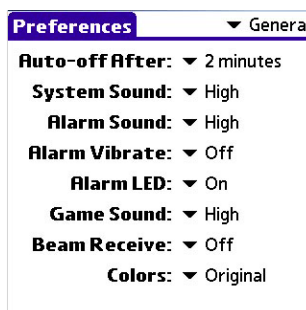 Preferences ▼ Genera
Auto-off After: ▼ 2 minutes
System Sound: ▼ High
Alarm Sound: ▼ High
Alarm Vibrate: ▼ Off
Alarm LED: ▼ On
Game Sound: ▼ High
Beam Receive: ▼ Off
Colors: ▼ Original